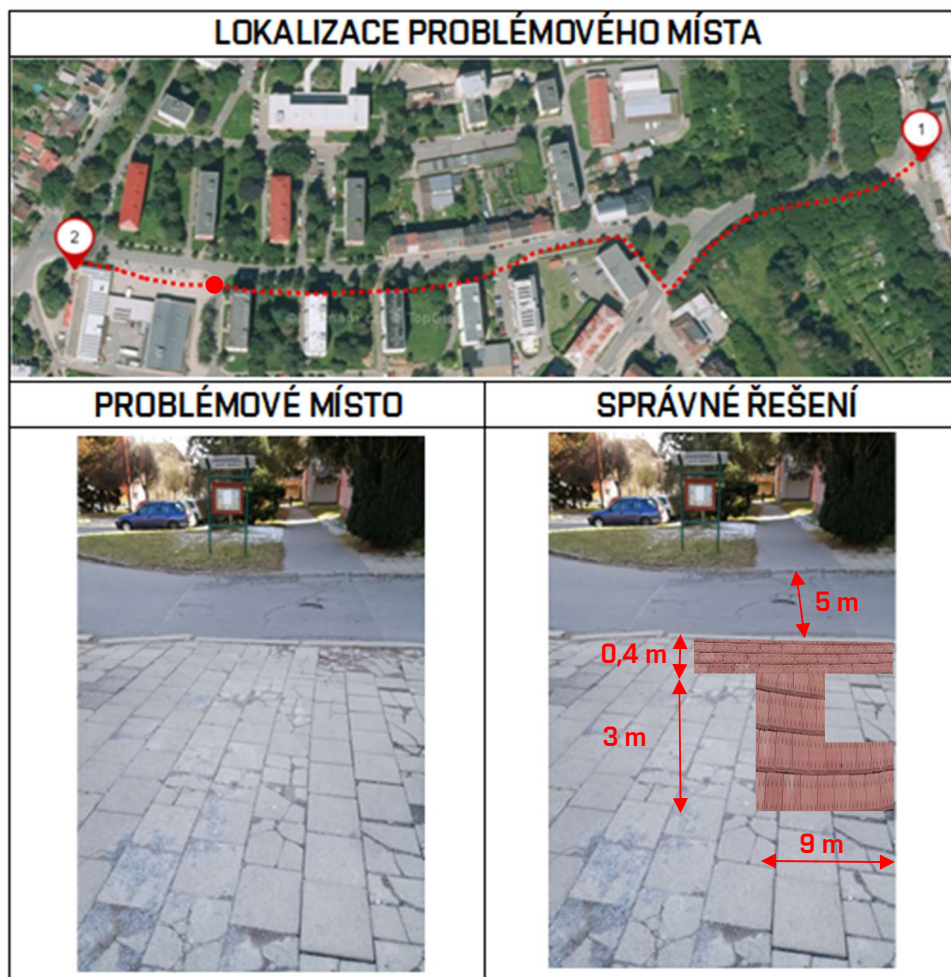 LOKALIZACE PROBLÉMOVÉHO MÍSTA
1
2
PROBLÉMOVÉ MÍSTO
SPRÁVNÉ ŘEŠENÍ
5 m
0,4 m
3 m
9 m